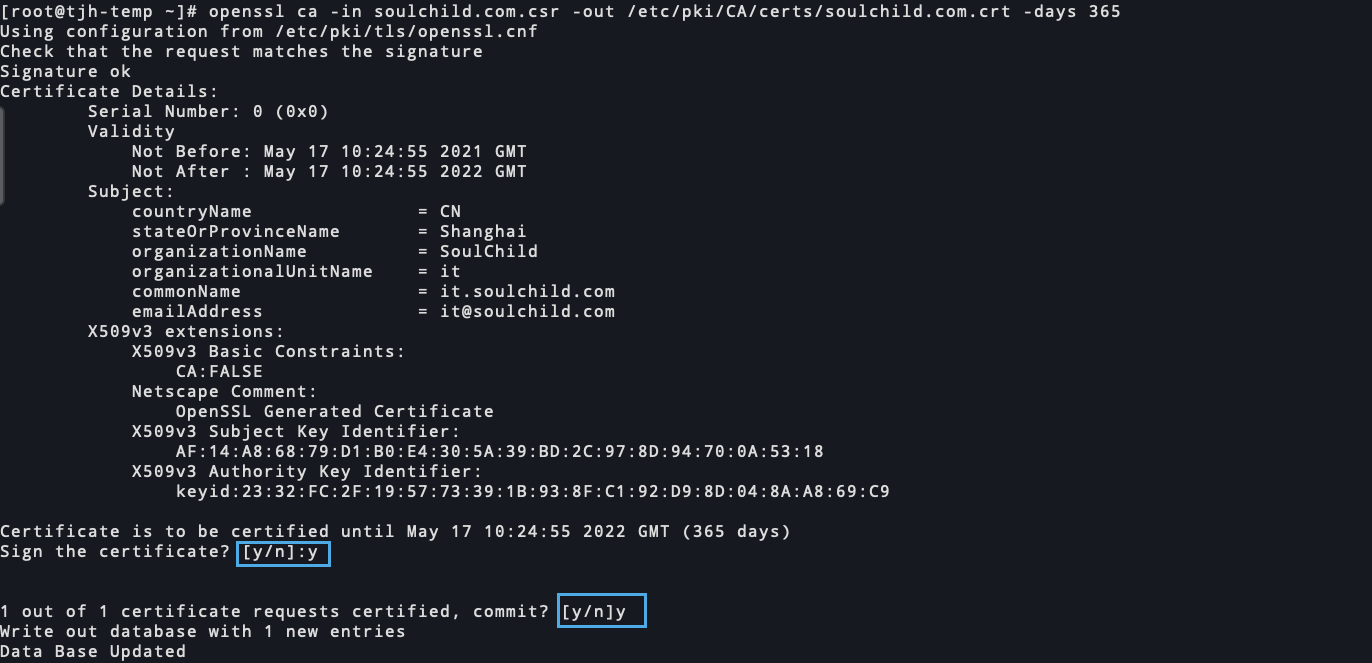 [root@tjh-temp ~]# openssl ca -in soulchild.com.csr -out /etc/pki/CA/certs/soulchild.com.crt -days 365
Using configuration from /etc/pki/tls/openssl.cnf
Check that the request matches the signature
Signature ok
Certificate Details:
        Serial Number: 0 (0x0)
        Validity
            Not Before: May 17 10:24:55 2021 GMT
            Not After : May 17 10:24:55 2022 GMT
        Subject:
            countryName               = CN
            stateOrProvinceName       = Shanghai
            organizationName          = SoulChild
            organizationalUnitName    = it
            commonName                = it.soulchild.com
            emailAddress              = it@soulchild.com
        X509v3 extensions:
            X509v3 Basic Constraints:
                CA:FALSE
            Netscape Comment:
                OpenSSL Generated Certificate
            X509v3 Subject Key Identifier:
                AF:14:A8:68:79:D1:B0:E4:30:5A:39:BD:2C:97:8D:94:70:0A:53:18
            X509v3 Authority Key Identifier:
                keyid:23:32:FC:2F:19:57:73:39:1B:93:8F:C1:92:D9:8D:04:8A:A8:69:C9
Certificate is to be certified until May 17 10:24:55 2022 GMT (365 days)
Sign the certificate? [y/n]:y
1 out of 1 certificate requests certified, commit? [y/n]y
Write out database with 1 new entries
Data Base Updated